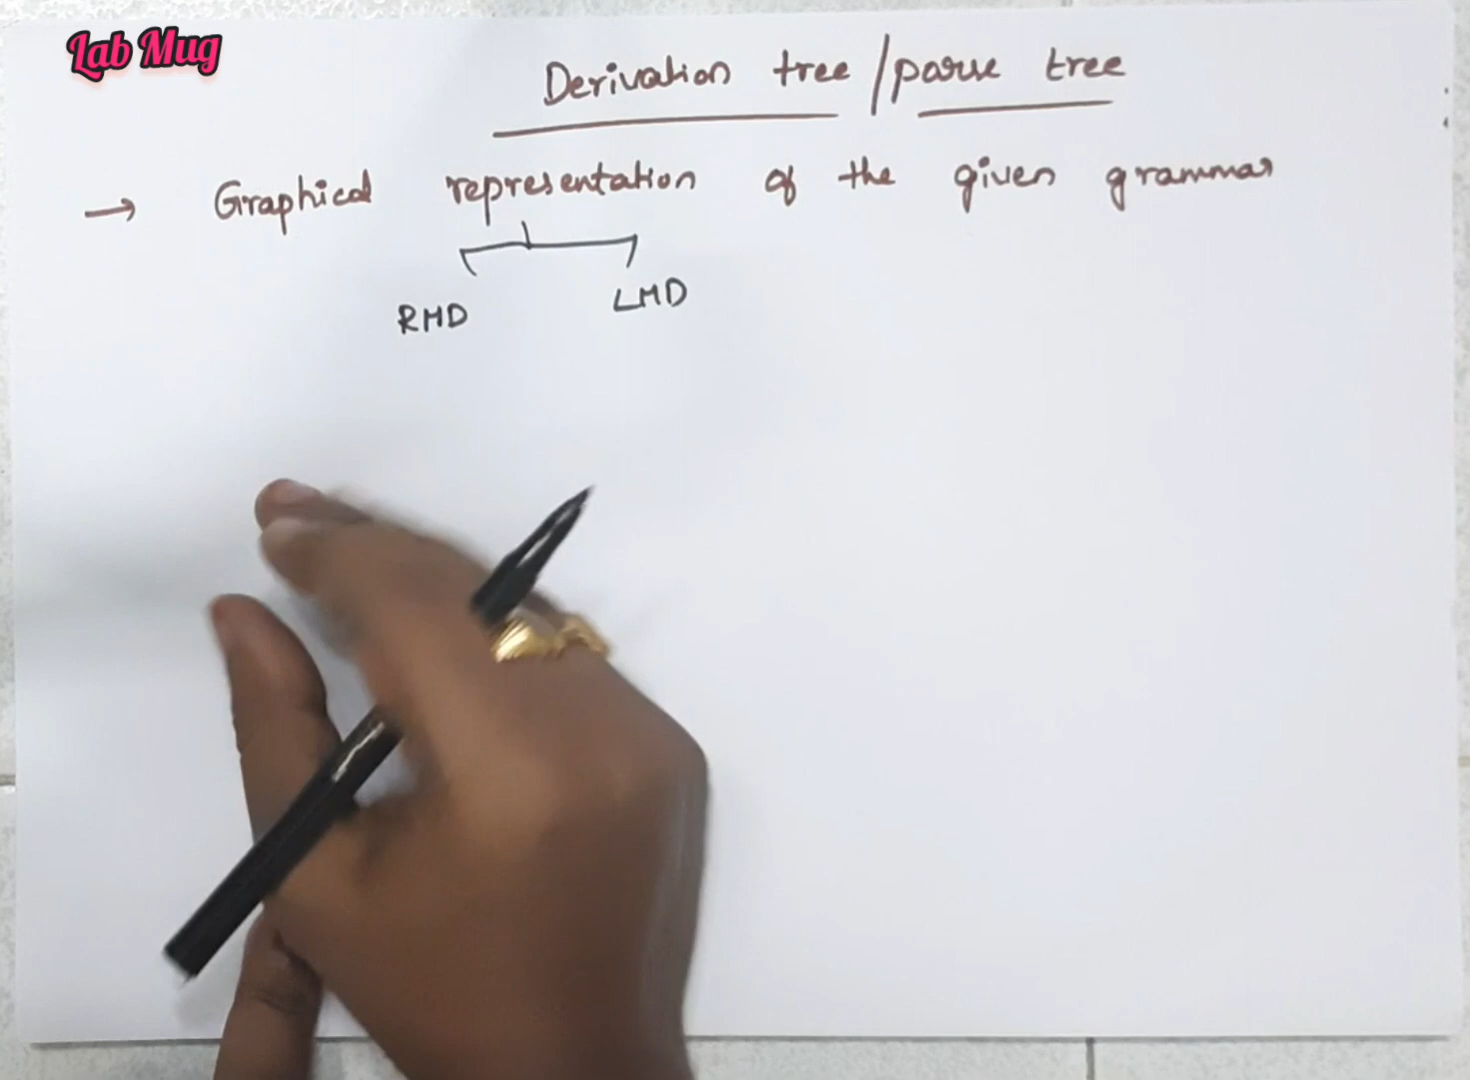 Lab Mug
Derivation tree / parse tree
→ Graphical representation of the given grammar
RMD LMD